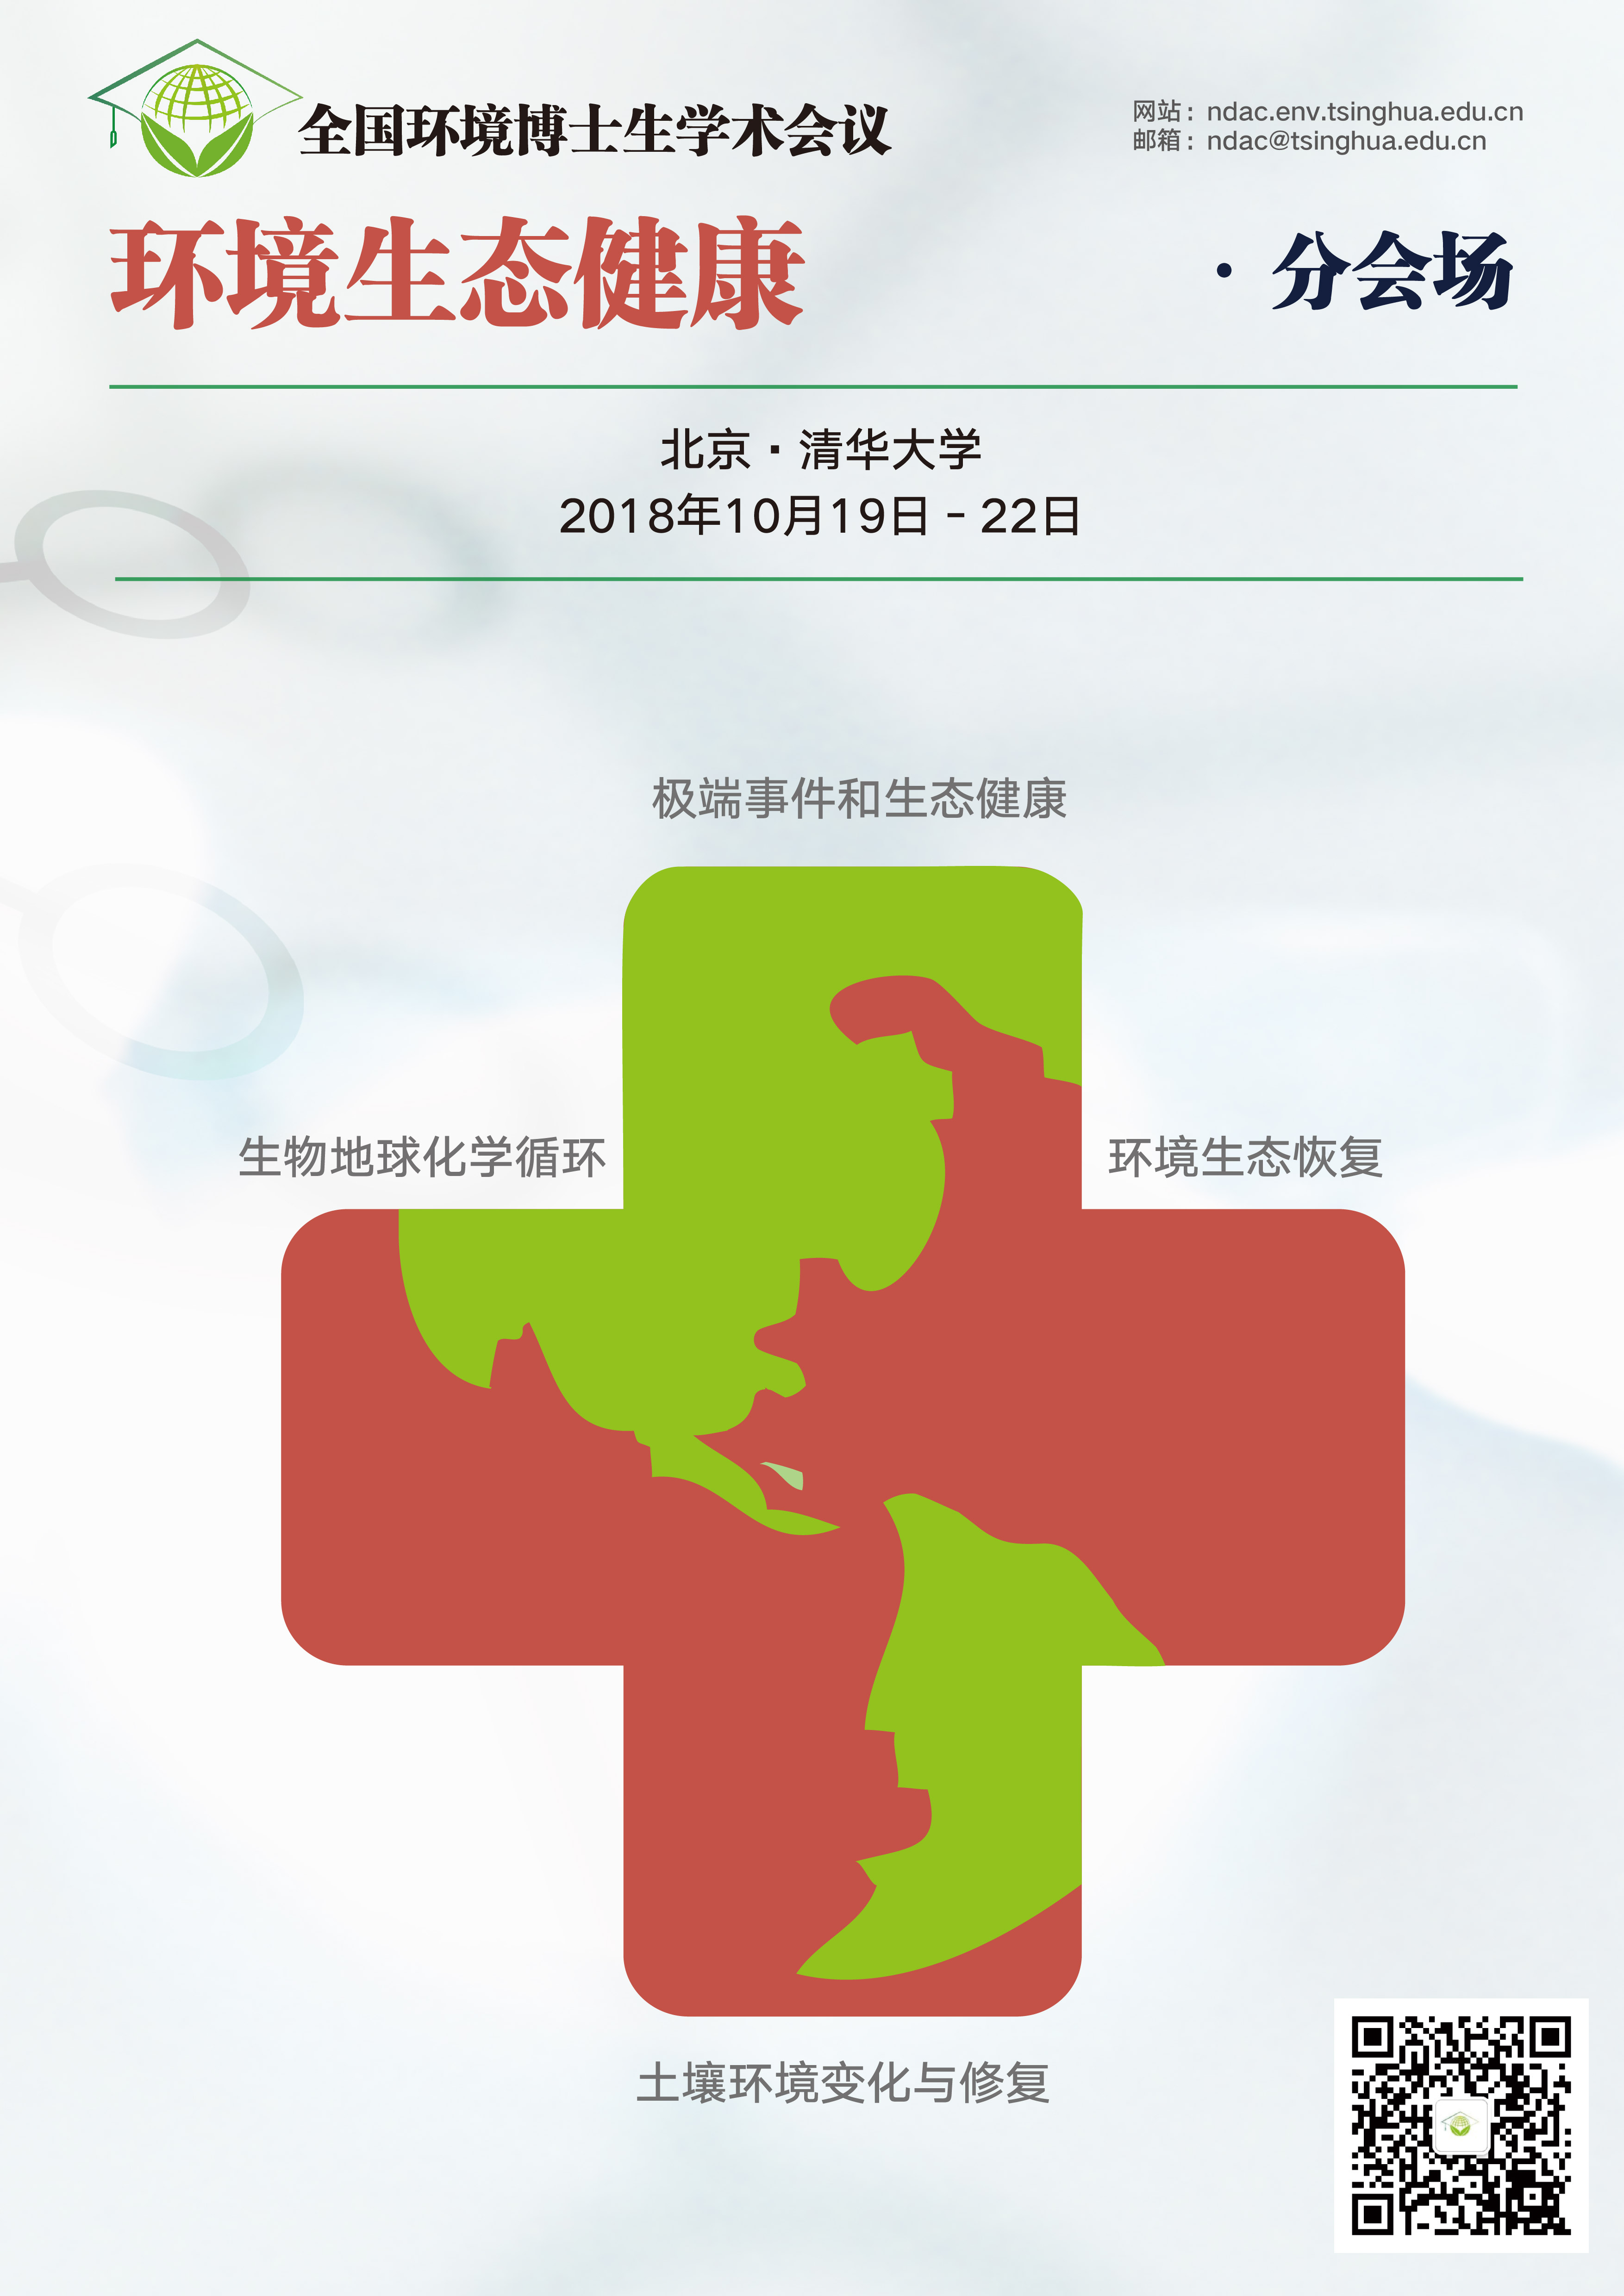 全国环境博士生学术会议
网站：ndac.env.tsinghua.edu.cn
邮箱：ndac@tsinghua.edu.cn
环境生态健康
·分会场
北京·清华大学
2018年10月19日 - 22日
极端事件和生态健康
生物地球化学循环
环境生态恢复
土壤环境变化与修复